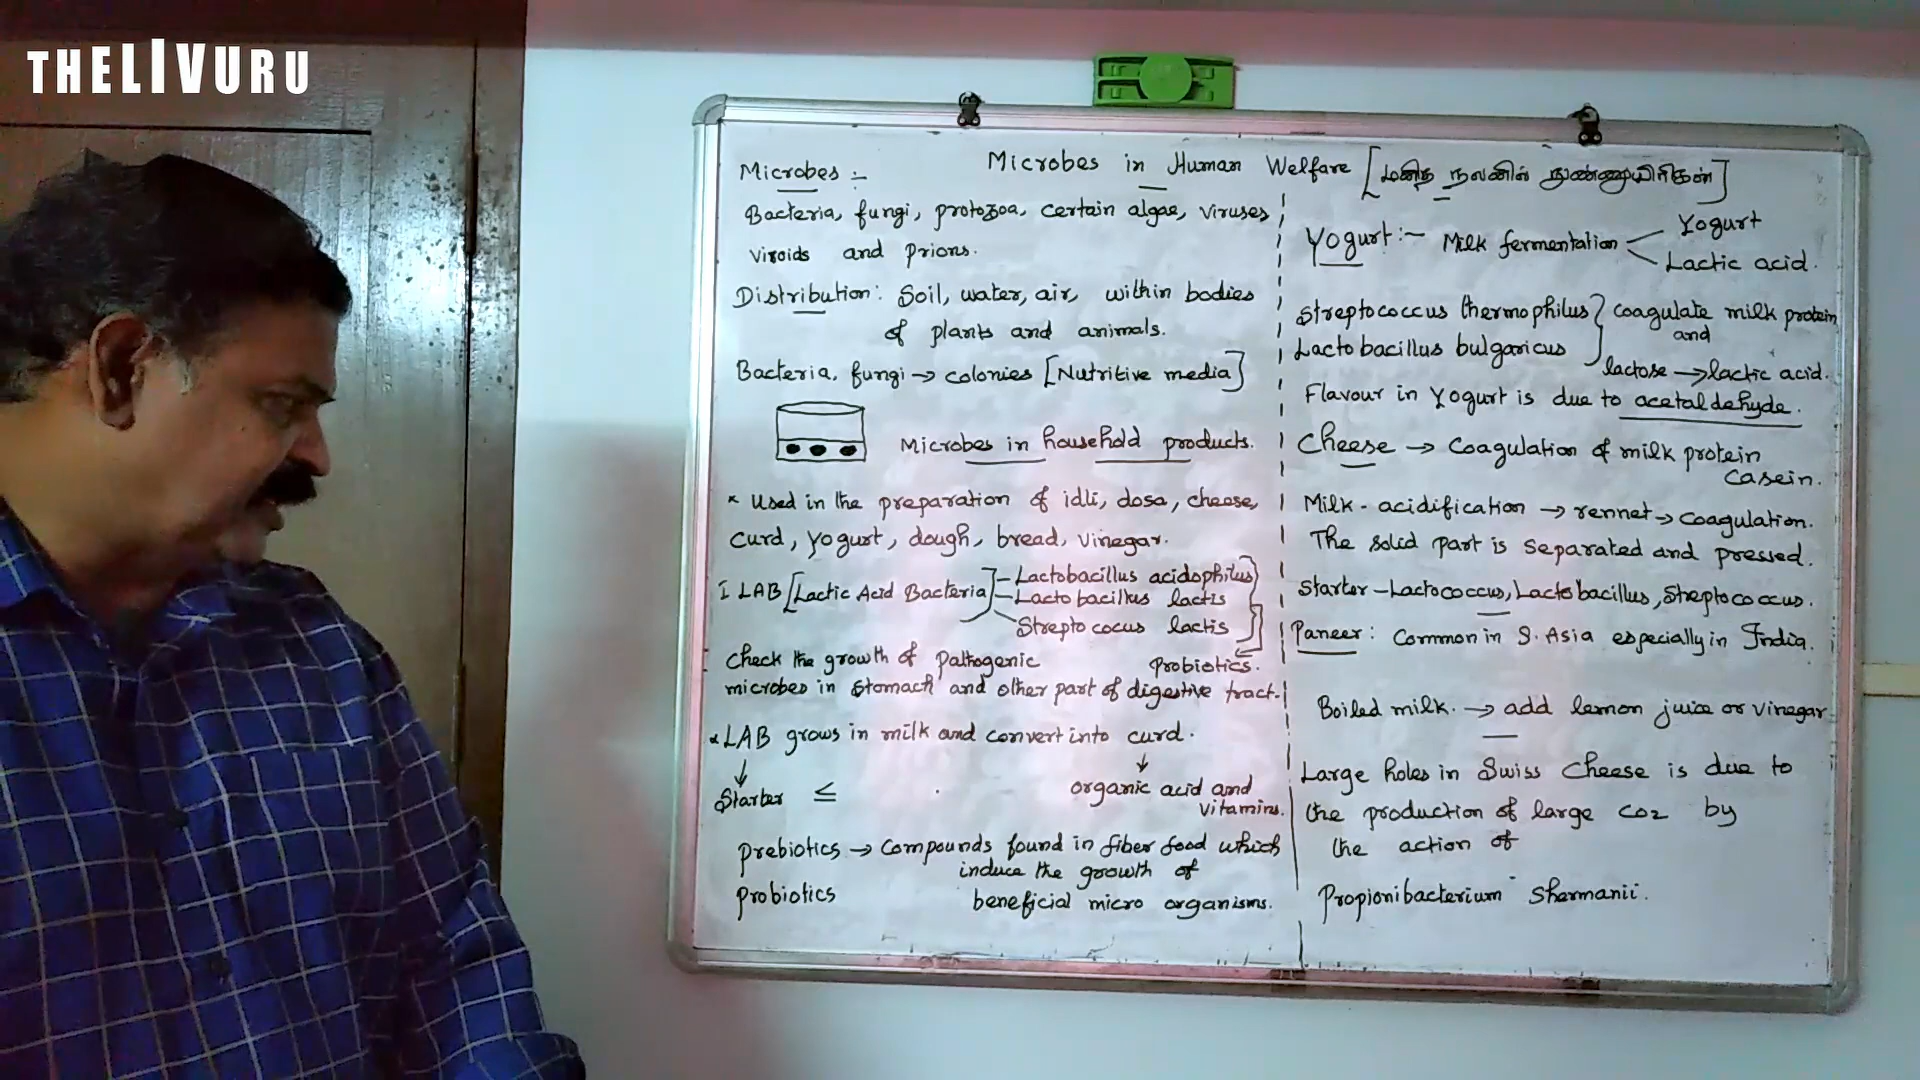 THELIVURU
Microbes in Human Welfare [மனித நலனில் நுண்ணுயிரிகள்]
Microbes :-
Bacteria, fungi, protozoa, certain algae, viruses
viroids and prions.
Distribution: Soil, water, air, within bodies
of plants and animals.
Bacteria, fungi → colonies [Nutritive media]
Microbes in household products.
* Used in the preparation of idli, dosa, cheese,
curd, yogurt, dough, bread, vinegar.
I LAB [Lactic Acid Bacteria] - Lactobacillus acidophilus
- Lactobacillus lactis
Streptococus lactis
Check the growth of pathogenic Probiotics.
microbes in stomach and other part of digestive tract.
* LAB grows in milk and convert into curd.
↓ ↓
Starter ≤ organic acid and
vitamins.
prebiotics → Compounds found in fiber food which
induce the growth of
probiotics beneficial micro organisms.
Yogurt :- Milk fermentation Yogurt
Lactic acid.
Streptococcus thermophilus } coagulate milk protein
and
Lactobacillus bulgaricus
lactose → lactic acid.
Flavour in Yogurt is due to acetaldehyde.
Cheese → Coagulation of milk protein
Casein.
Milk - acidification → rennet → coagulation.
The solid part is separated and pressed.
Starter - Lactococcus, Lactobacillus, Streptococcus.
Paneer: Common in S. Asia especially in India.
Boiled milk. → add lemon juice or vinegar
Large holes in Swiss cheese is due to
the production of large CO2 by
the action of
Propionibacterium Shermanii.